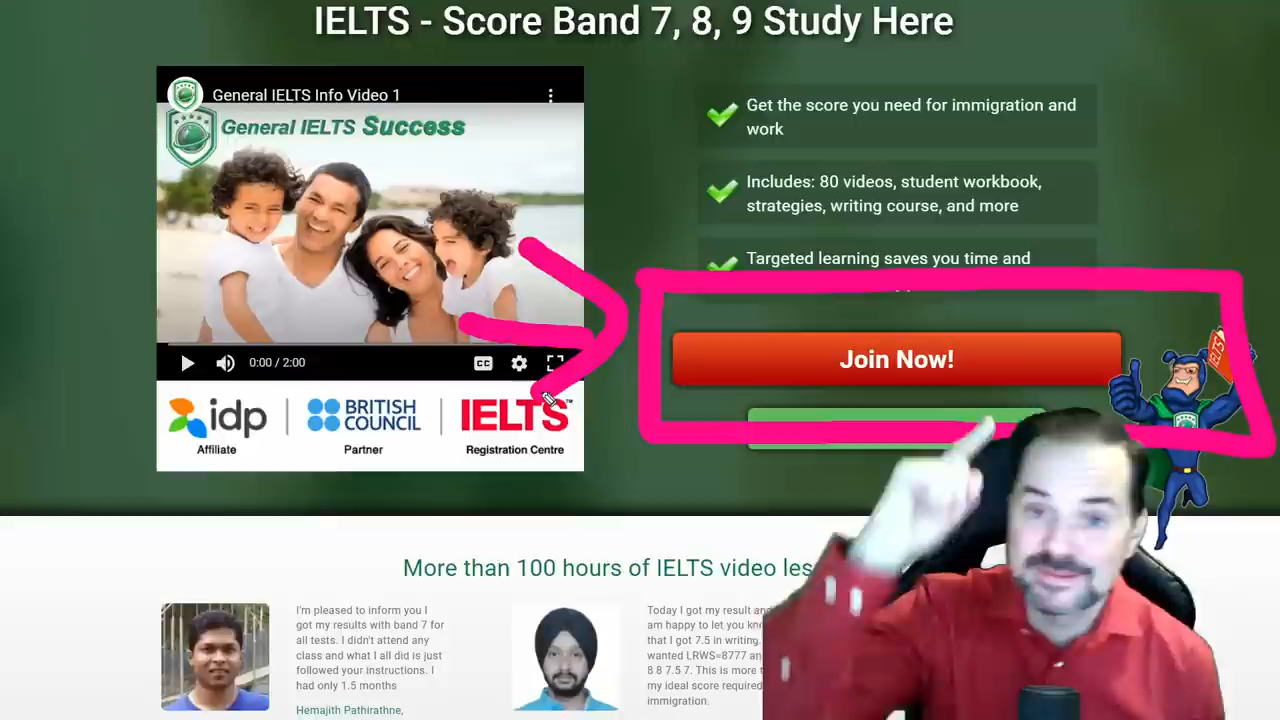 IELTS - Score Band 7, 8, 9 Study Here
General IELTS Info Video 1
General IELTS Success
0:00 / 2:00
CC
idp
Affiliate
BRITISH
COUNCIL
Partner
IELTS™
Registration Centre
Get the score you need for immigration and
work
Includes: 80 videos, student workbook,
strategies, writing course, and more
Targeted learning saves you time and
Join Now!
IELTS
More than 100 hours of IELTS video les
I'm pleased to inform you I
got my results with band 7 for
all tests. I didn't attend any
class and what I all did is just
followed your instructions. I
had only 1.5 months
Hemajith Pathirathne,
Today I got my result and
am happy to let you kno
that I got 7.5 in writing.
wanted LRWS=8777 an
8 8 7.5 7. This is more t
my ideal score required
immigration.